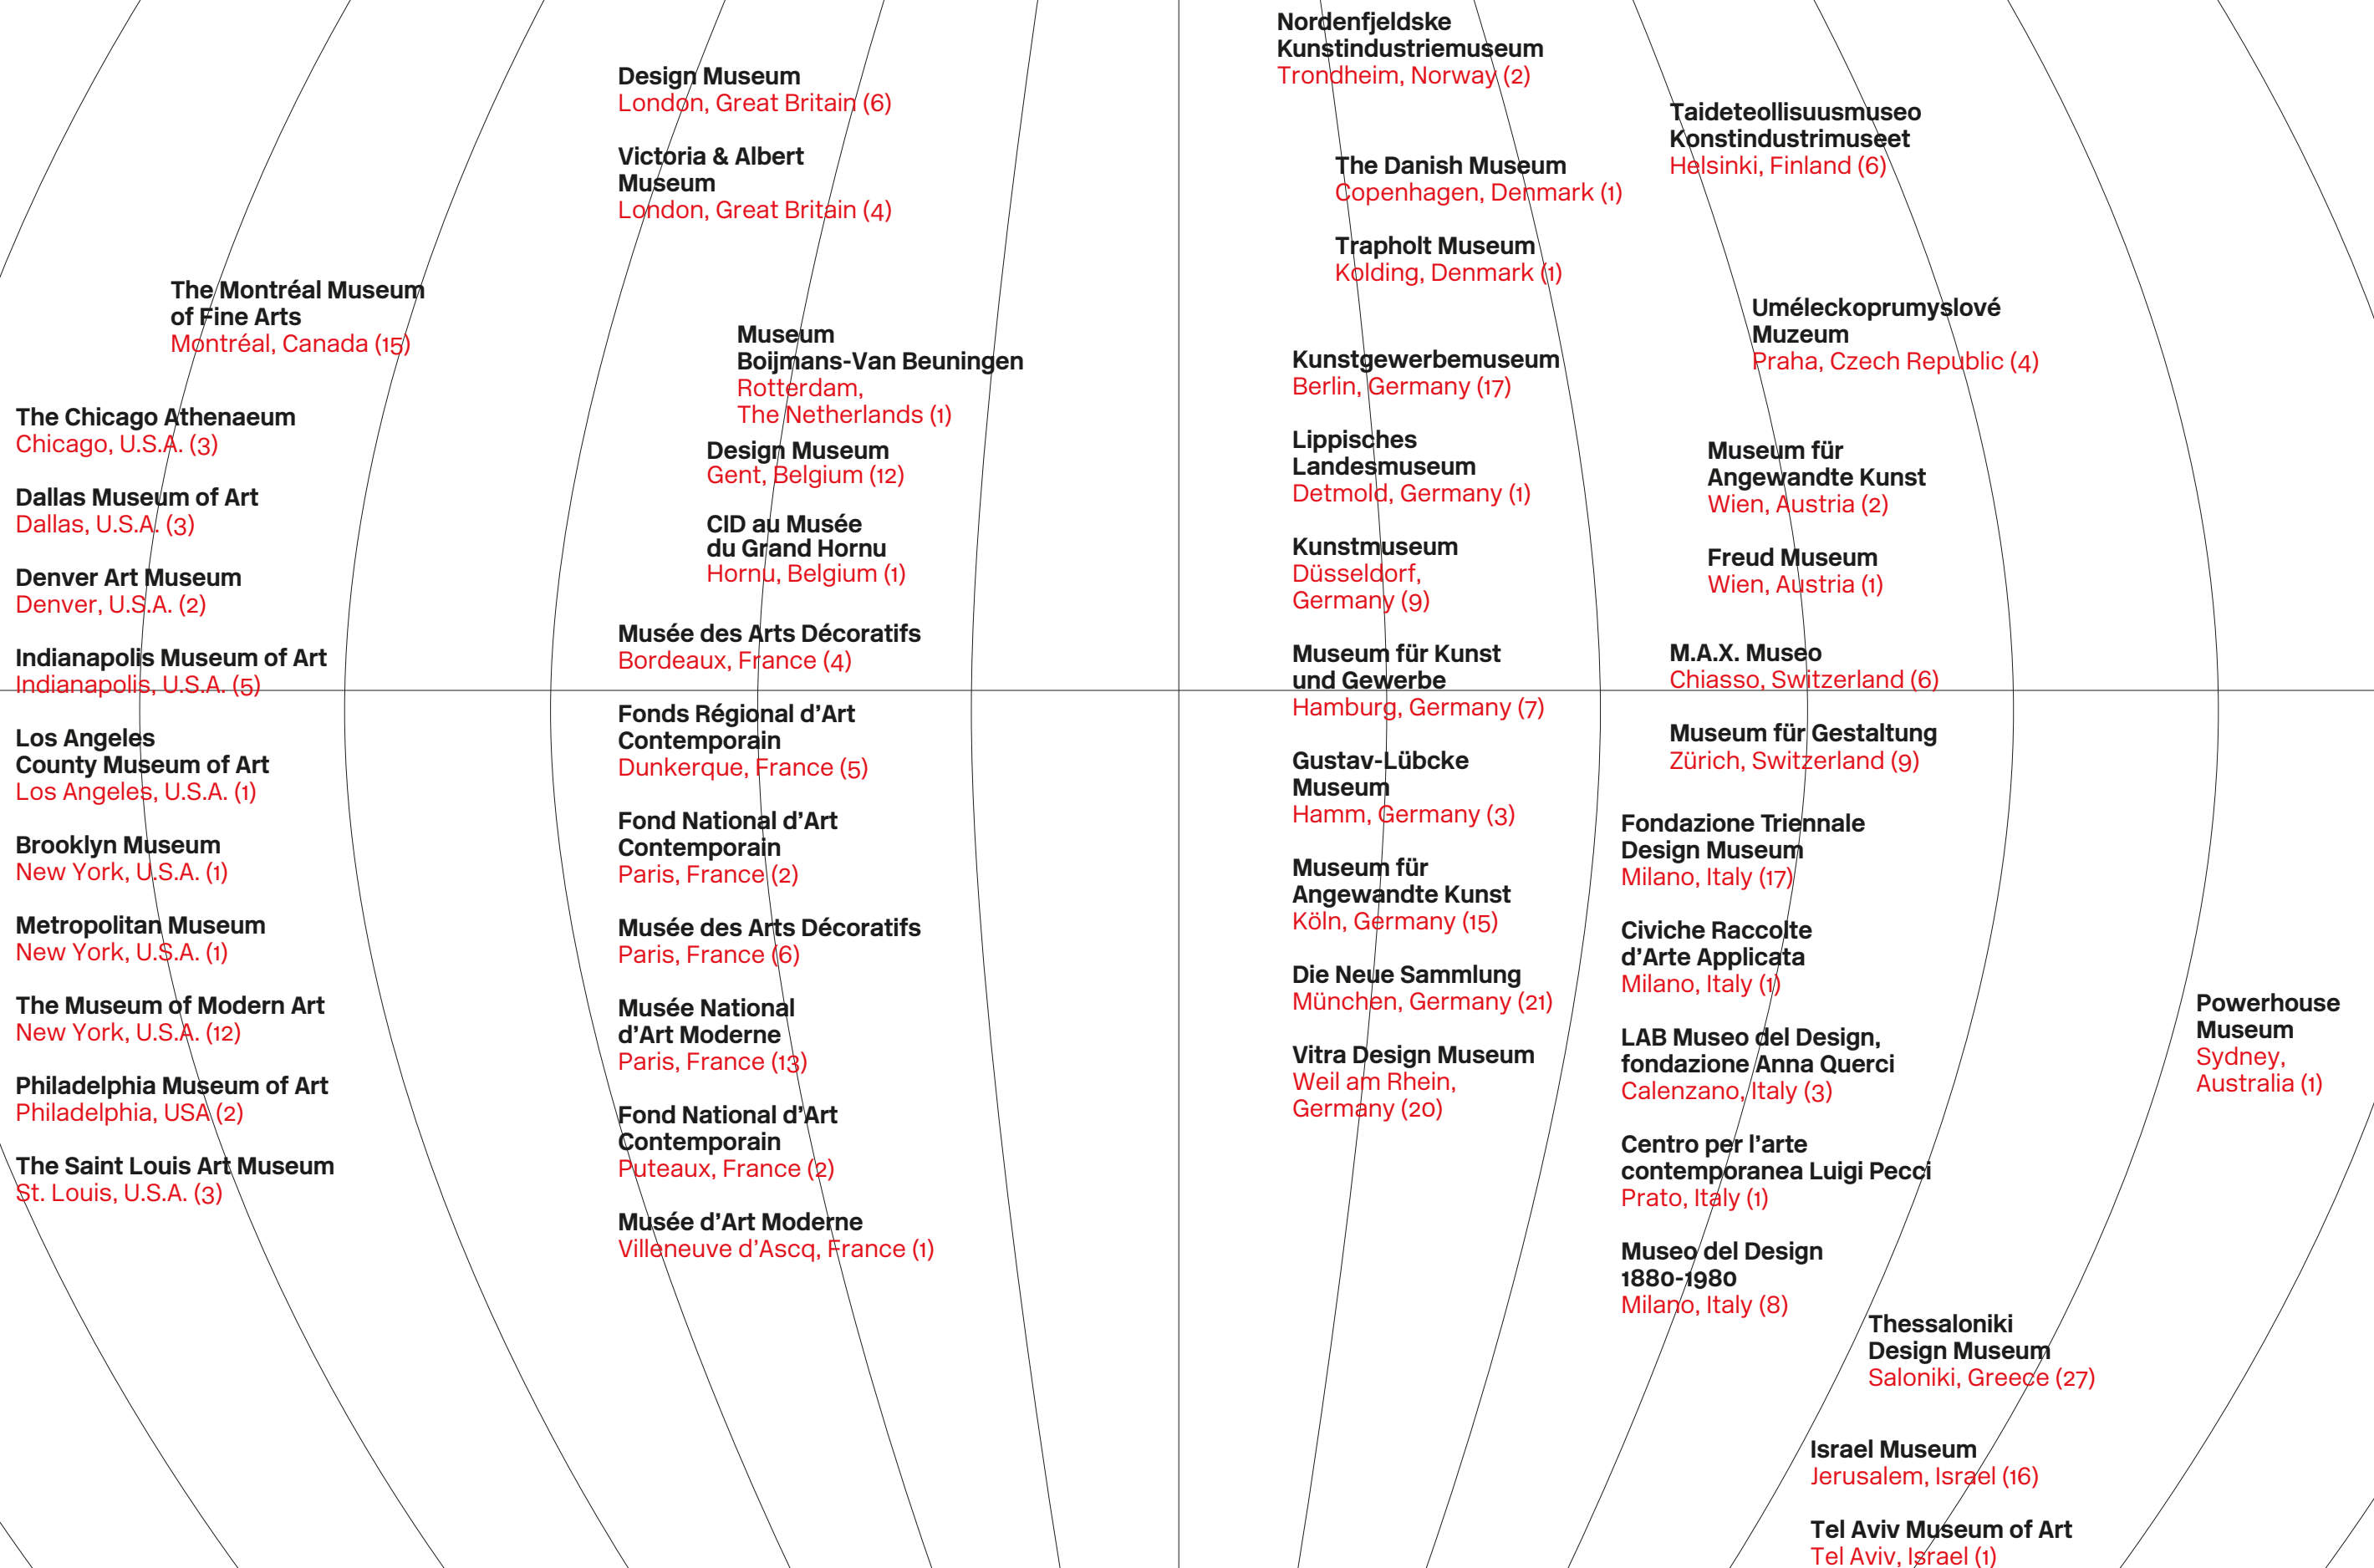 The Montréal Museum
of Fine Arts
Montréal, Canada (15)
The Chicago Athenaeum
Chicago, U.S.A. (3)
Dallas Museum of Art
Dallas, U.S.A. (3)
Denver Art Museum
Denver, U.S.A. (2)
Indianapolis Museum of Art
Indianapolis, U.S.A. (5)
Los Angeles
County Museum of Art
Los Angeles, U.S.A. (1)
Brooklyn Museum
New York, U.S.A. (1)
Metropolitan Museum
New York, U.S.A. (1)
The Museum of Modern Art
New York, U.S.A. (12)
Philadelphia Museum of Art
Philadelphia, USA (2)
The Saint Louis Art Museum
St. Louis, U.S.A. (3)
Design Museum
London, Great Britain (6)
Victoria & Albert
Museum
London, Great Britain (4)
Museum
Boijmans-Van Beuningen
Rotterdam,
The Netherlands (1)
Design Museum
Gent, Belgium (12)
CID au Musée
du Grand Hornu
Hornu, Belgium (1)
Musée des Arts Décoratifs
Bordeaux, France (4)
Fonds Régional d’Art
Contemporain
Dunkerque, France (5)
Fond National d’Art
Contemporain
Paris, France (2)
Musée des Arts Décoratifs
Paris, France (6)
Musée National
d’Art Moderne
Paris, France (13)
Fond National d’Art
Contemporain
Puteaux, France (2)
Musée d’Art Moderne
Villeneuve d’Ascq, France (1)
Nordenfjeldske
Kunstindustriemuseum
Trondheim, Norway (2)
The Danish Museum
Copenhagen, Denmark (1)
Trapholt Museum
Kolding, Denmark (1)
Kunstgewerbemuseum
Berlin, Germany (17)
Lippisches
Landesmuseum
Detmold, Germany (1)
Kunstmuseum
Düsseldorf,
Germany (9)
Museum für Kunst
und Gewerbe
Hamburg, Germany (7)
Gustav-Lübcke
Museum
Hamm, Germany (3)
Museum für
Angewandte Kunst
Köln, Germany (15)
Die Neue Sammlung
München, Germany (21)
Vitra Design Museum
Weil am Rhein,
Germany (20)
Taideteollisuusmuseo
Konstindustrimuseet
Helsinki, Finland (6)
Uméleckoprumyslové
Muzeum
Praha, Czech Republic (4)
Museum für
Angewandte Kunst
Wien, Austria (2)
Freud Museum
Wien, Austria (1)
M.A.X. Museo
Chiasso, Switzerland (6)
Museum für Gestaltung
Zürich, Switzerland (9)
Fondazione Triennale
Design Museum
Milano, Italy (17)
Civiche Raccolte
d’Arte Applicata
Milano, Italy (1)
LAB Museo del Design,
fondazione Anna Querci
Calenzano, Italy (3)
Centro per l’arte
contemporanea Luigi Pecci
Prato, Italy (1)
Museo del Design
1880-1980
Milano, Italy (8)
Thessaloniki
Design Museum
Saloniki, Greece (27)
Israel Museum
Jerusalem, Israel (16)
Tel Aviv Museum of Art
Tel Aviv, Israel (1)
Powerhouse
Museum
Sydney,
Australia (1)